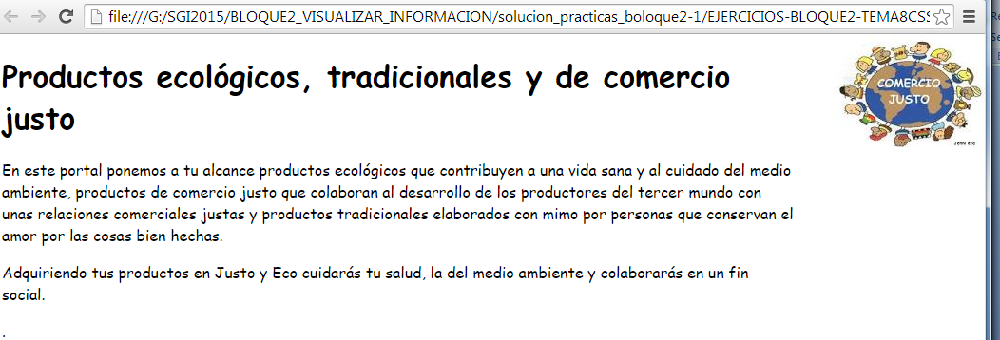 file:///G:/SGI2015/BLOQUE2_VISUALIZAR_INFORMACION/solucion_practicas_boloque2-1/EJERCICIOS-BLOQUE2-TEMA8CSS
Productos ecológicos, tradicionales y de comercio
justo
COMERCIO
JUSTO
En este portal ponemos a tu alcance productos ecológicos que contribuyen a una vida sana y al cuidado del medio
ambiente, productos de comercio justo que colaboran al desarrollo de los productores del tercer mundo con
unas relaciones comerciales justas y productos tradicionales elaborados con mimo por personas que conservan el
amor por las cosas bien hechas.
Adquiriendo tus productos en Justo y Eco cuidarás tu salud, la del medio ambiente y colaborarás en un fin
social.
.